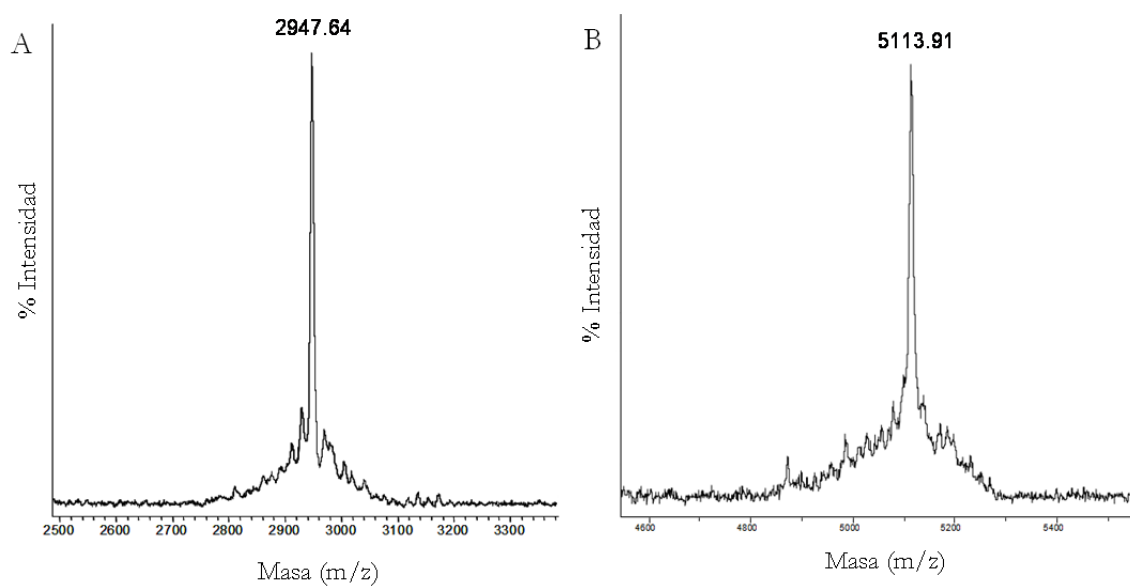 A
2947.64
% Intensidad
2500 2600 2700 2800 2900 3000 3100 3200 3300
Masa (m/z)
B
5113.91
% Intensidad
4600 4800 5000 5200 5400
Masa (m/z)